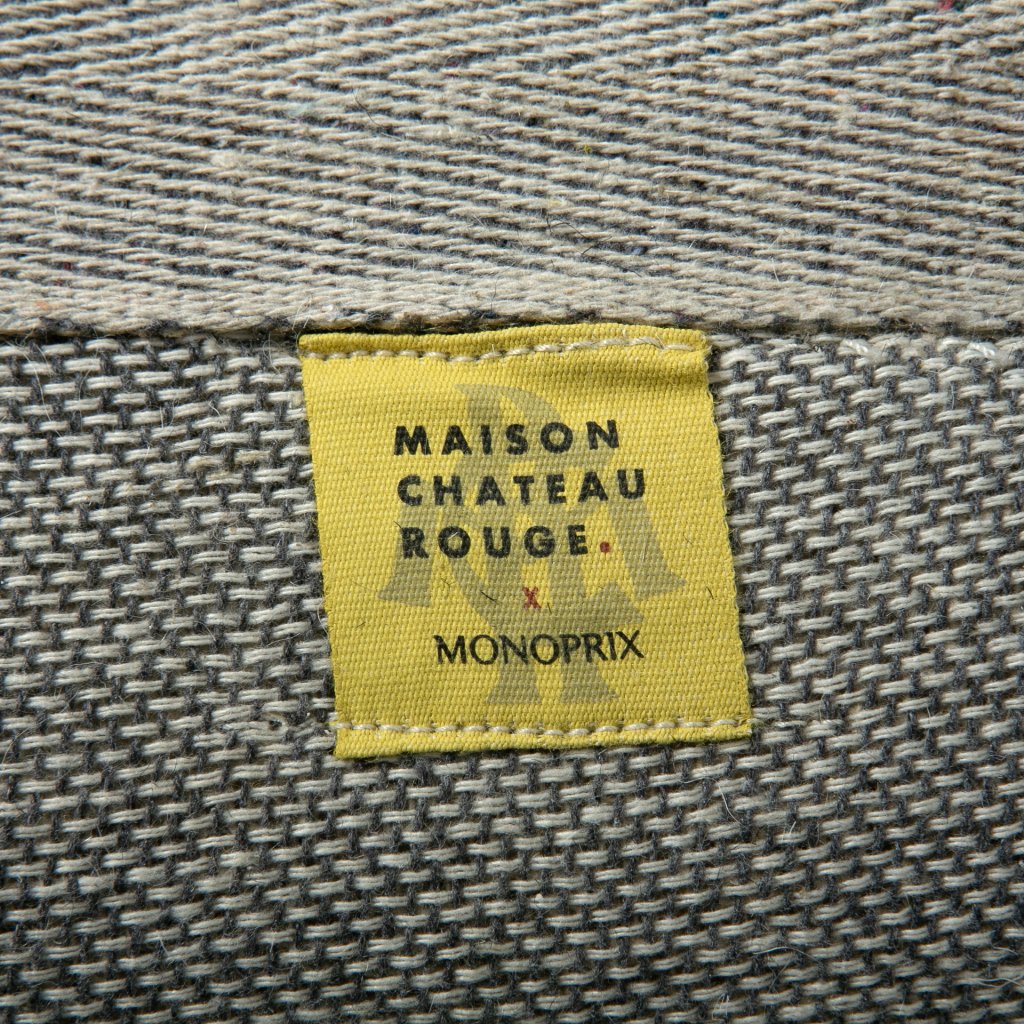 MAISON
CHATEAU
ROUGE.
x
MONOPRIX